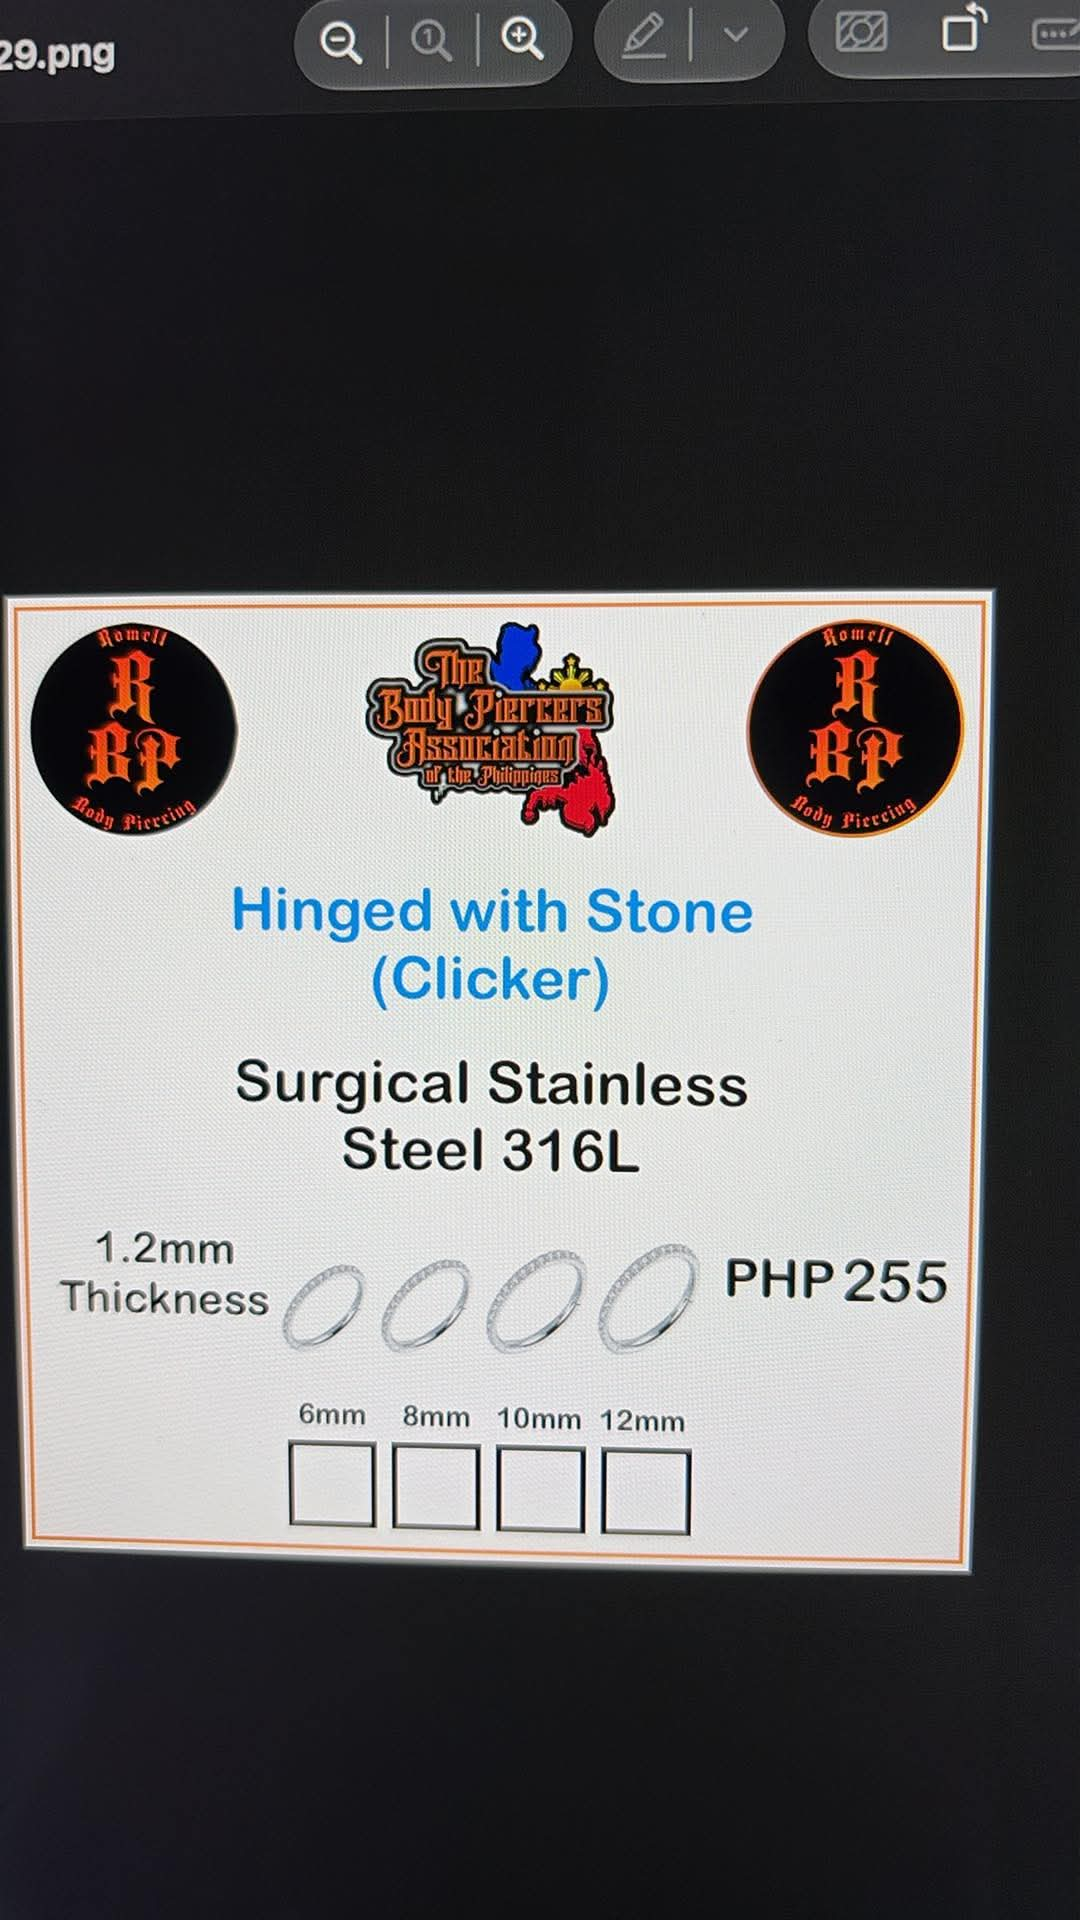 29.png
Romell
R
BP
Body Piercing
The
Body Piercers
Association
of the Philippines
Romell
R
BP
Body Piercing
Hinged with Stone
(Clicker)
Surgical Stainless
Steel 316L
1.2mm
Thickness
PHP 255
6mm 8mm 10mm 12mm